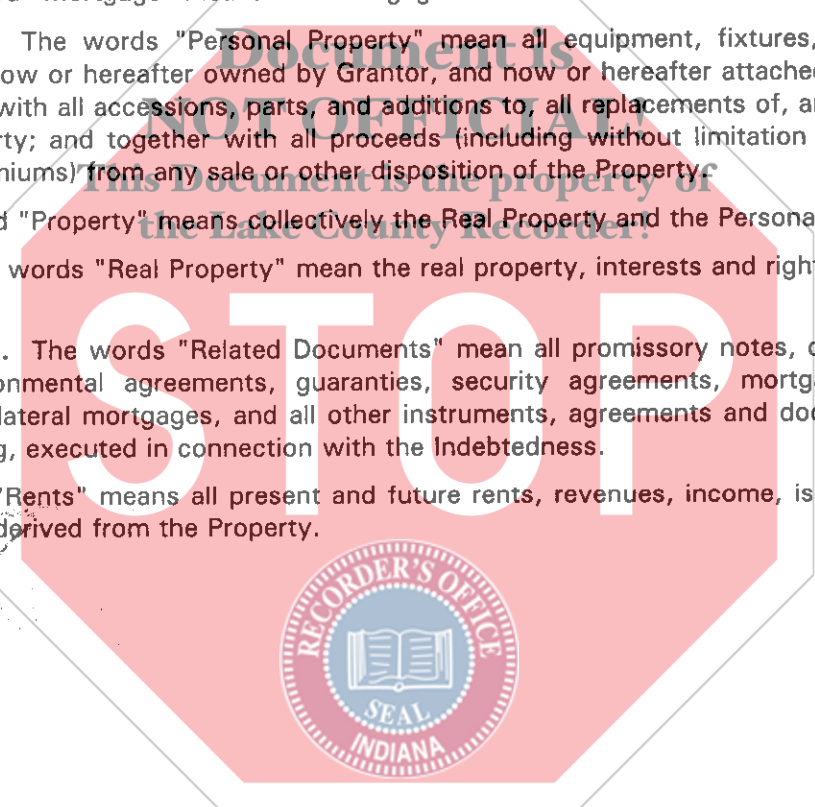 The words "Personal Property" mean all equipment, fixtures,
ow or hereafter owned by Grantor, and now or hereafter attached
with all accessions, parts, and additions to, all replacements of, an
rty; and together with all proceeds (including without limitation
niums) from any sale or other disposition of the Property.
d "Property" means collectively the Real Property and the Persona
words "Real Property" mean the real property, interests and right
. The words "Related Documents" mean all promissory notes, c
onmental agreements, guaranties, security agreements, mortga
lateral mortgages, and all other instruments, agreements and doc
g, executed in connection with the Indebtedness.
"Rents" means all present and future rents, revenues, income, is
derived from the Property.
Document is
NOT OFFICIAL!
This Document is the property of
the Lake County Recorder!
STOP
RECORDER'S OFFICE
SEAL
INDIANA